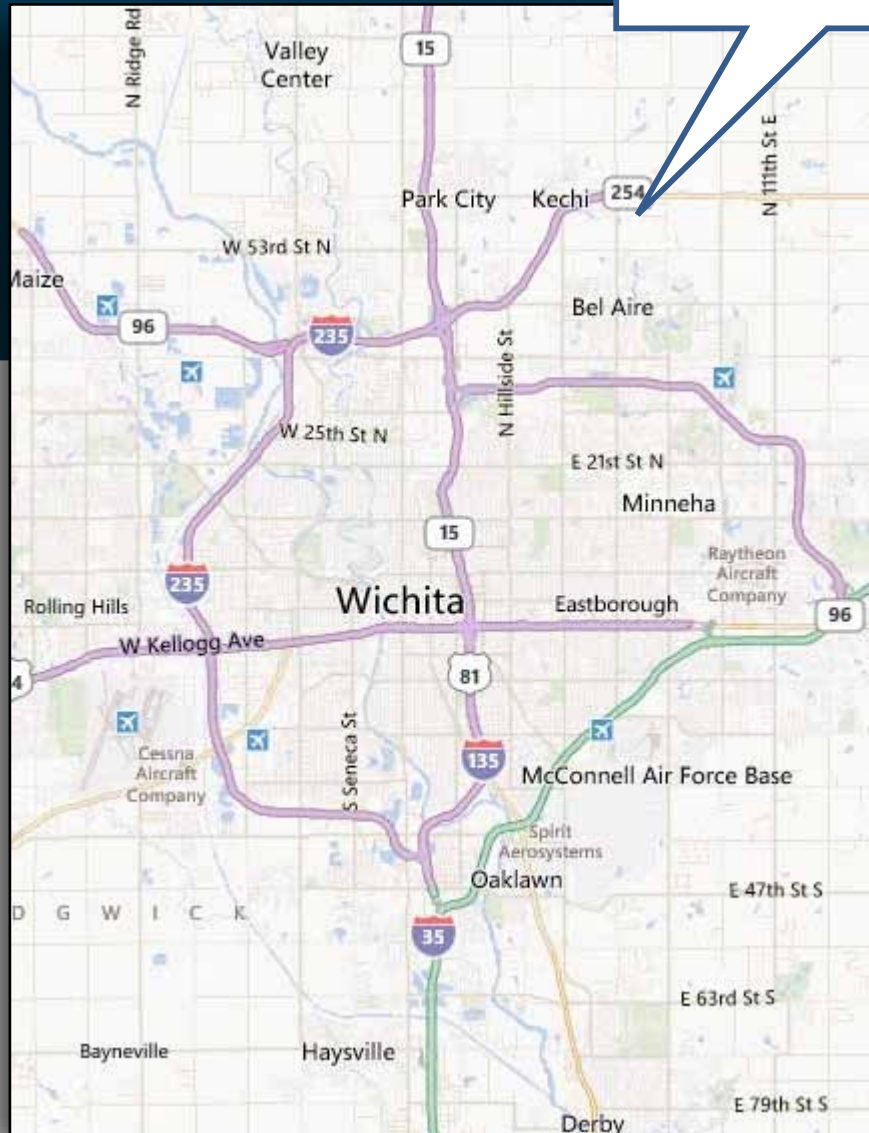 N Ridge Rd
Valley
Center
15
N 111th St E
Park City
Kechi
254
W 53rd St N
Maize
96
235
Bel Aire
N Hillside St
W 25th St N
E 21st St N
Minneha
15
Raytheon
Aircraft
Company
235
Rolling Hills
Wichita
Eastborough
96
W Kellogg Ave
4
81
S Seneca St
Cessna
Aircraft
Company
135
McConnell Air Force Base
Spirit
Aerosystems
Oaklawn
E 47th St S
D G W I C K
35
E 63rd St S
Bayneville
Haysville
E 79th St S
Derby